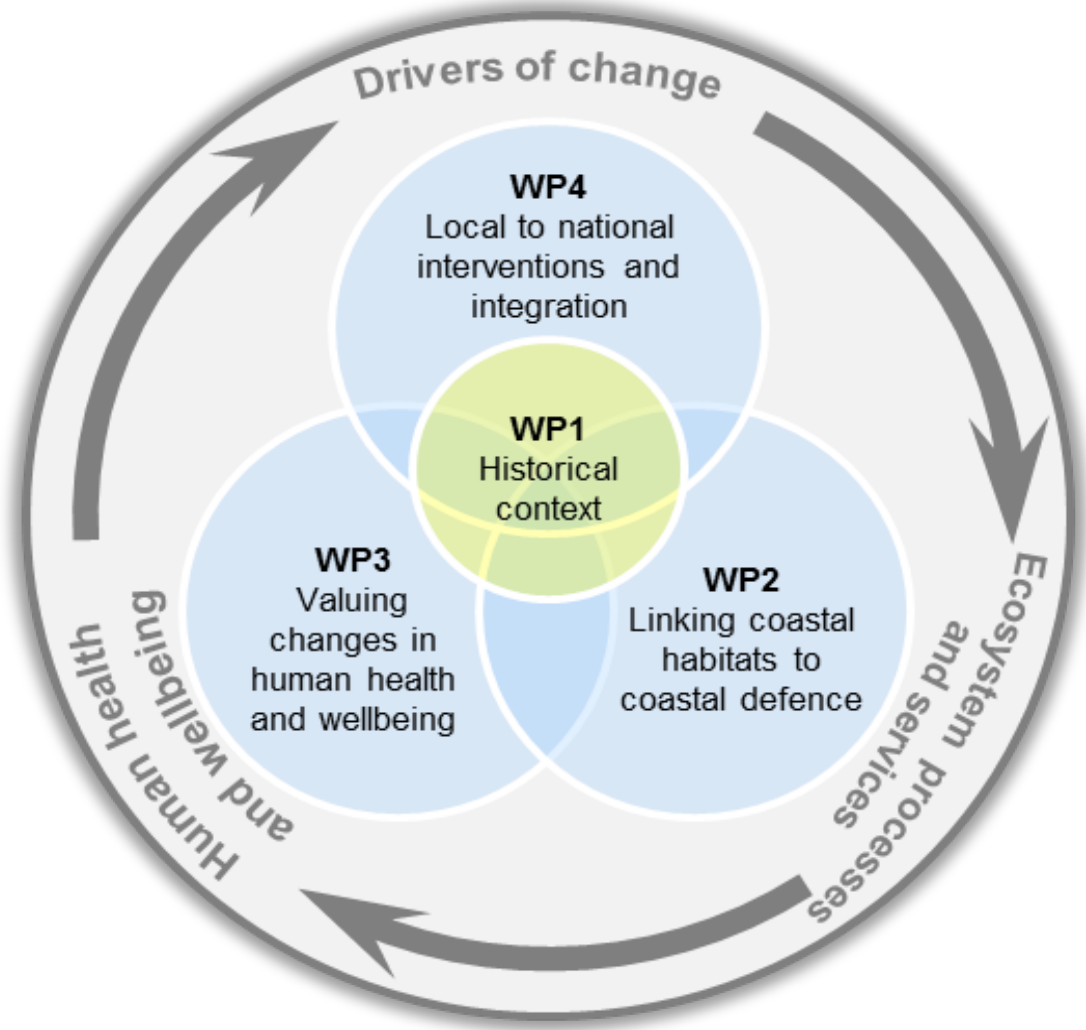 Drivers of change
WP4
Local to national
interventions and
integration
WP1
Historical
context
WP3
Valuing
changes in
human health
and wellbeing
WP2
Linking coastal
habitats to
coastal defence
Ecosystem processes
and services
Human health
and wellbeing